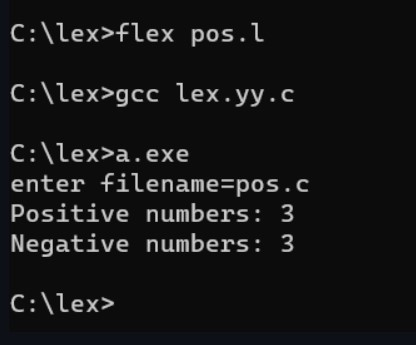 C:\lex>flex pos.l
C:\lex>gcc lex.yy.c
C:\lex>a.exe
enter filename=pos.c
Positive numbers: 3
Negative numbers: 3
C:\lex>